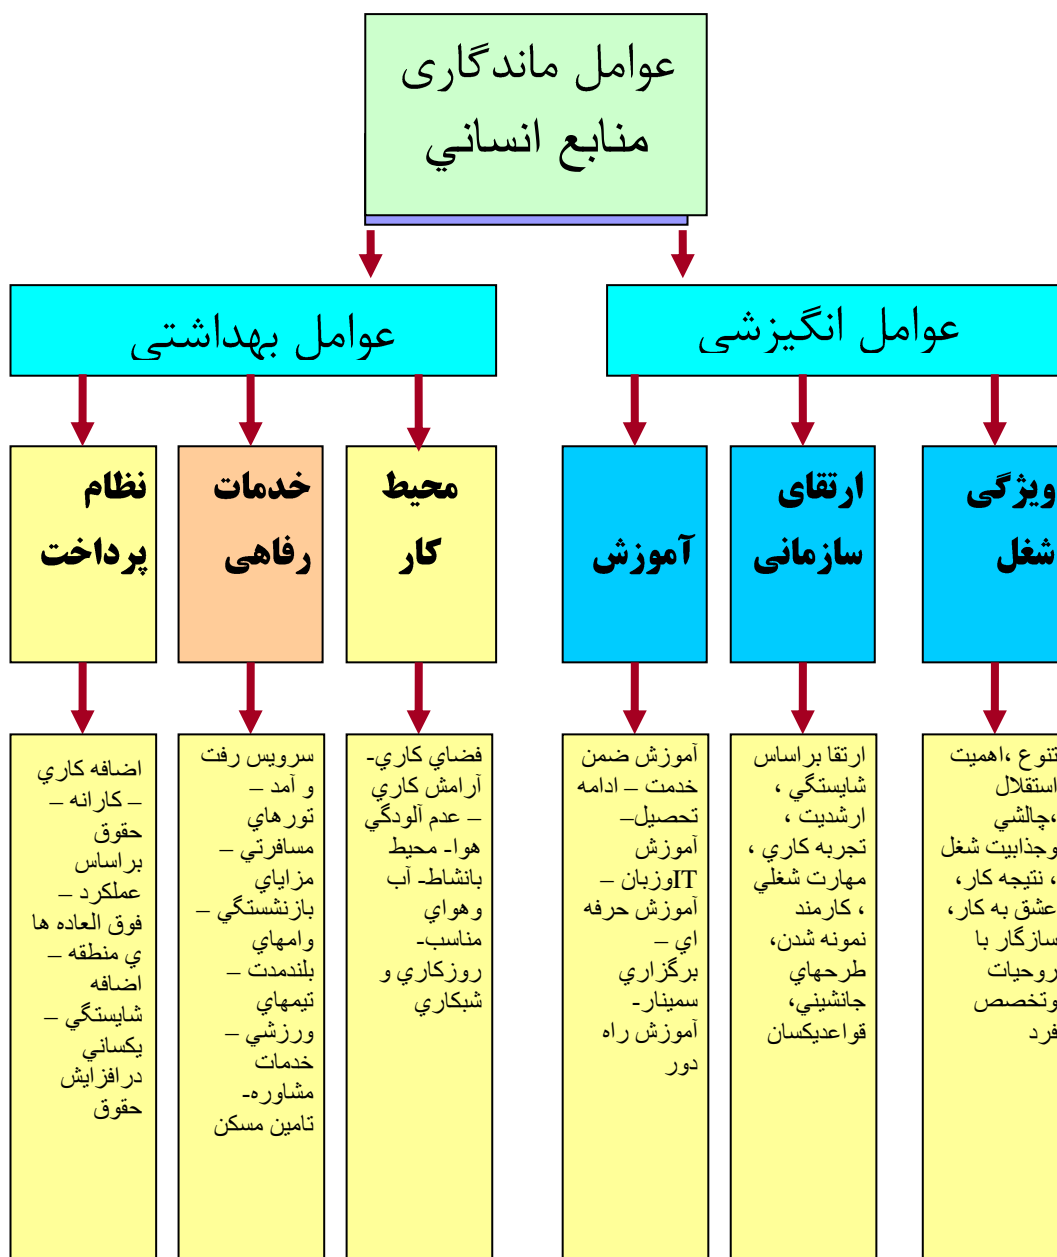 عوامل ماندگاری
منابع انساني
عوامل انگیزشی
عوامل بهداشتی
ویژگی
شغل
ارتقای
سازمانی
آموزش
محیط
کار
خدمات
رفاهی
نظام
پرداخت
تنوع ،اهميت
استقلال
،چالشي
وجذابيت شغل
، نتيجه كار،
عشق به كار،
سازگار با
روحيات
وتخصص
فرد
ارتقا براساس
شايستگي ،
ارشديت ،
تجربه كاري ،
مهارت شغلي
، كارمند
نمونه شدن،
طرحهاي
جانشيني،
قواعديكسان
آموزش ضمن
خدمت – ادامه
تحصيل–
آموزش
ITوزبان –
آموزش حرفه
اي –
برگزاري
سمينار-
آموزش راه
دور
فضاي كاري-
آرامش كاري
– عدم آلودگي
هوا- محيط
بانشاط- آب
وهواي
مناسب-
روزكاري و
شبكاري
سرويس رفت
و آمد –
تورهاي
مسافرتي –
مزاياي
بازنشستگي –
وامهاي
بلندمدت –
تيمهاي
ورزشي –
خدمات
مشاوره-
تامين مسكن
اضافه كاري
– كارانه –
حقوق
براساس
عملكرد –
فوق العاده ها
ي منطقه –
اضافه
شايستگي –
يكساني
درافزايش
حقوق